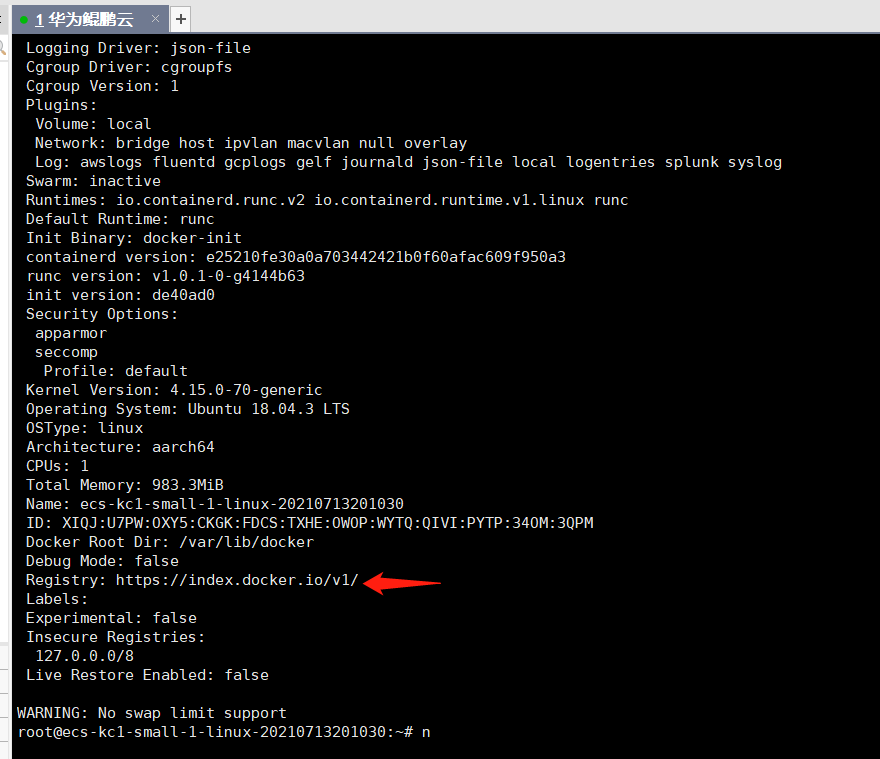 1 华为鲲鹏云 × +
Logging Driver: json-file
Cgroup Driver: cgroupfs
Cgroup Version: 1
Plugins:
Volume: local
Network: bridge host ipvlan macvlan null overlay
Log: awslogs fluentd gcplogs gelf journald json-file local logentries splunk syslog
Swarm: inactive
Runtimes: io.containerd.runc.v2 io.containerd.runtime.v1.linux runc
Default Runtime: runc
Init Binary: docker-init
containerd version: e25210fe30a0a703442421b0f60afac609f950a3
runc version: v1.0.1-0-g4144b63
init version: de40ad0
Security Options:
apparmor
seccomp
Profile: default
Kernel Version: 4.15.0-70-generic
Operating System: Ubuntu 18.04.3 LTS
OSType: linux
Architecture: aarch64
CPUs: 1
Total Memory: 983.3MiB
Name: ecs-kc1-small-1-linux-20210713201030
ID: XIQJ:U7PW:OXY5:CKGK:FDCS:TXHE:OWOP:WYTQ:QIVI:PYTP:34OM:3QPM
Docker Root Dir: /var/lib/docker
Debug Mode: false
Registry: https://index.docker.io/v1/
Labels:
Experimental: false
Insecure Registries:
127.0.0.0/8
Live Restore Enabled: false
WARNING: No swap limit support
root@ecs-kc1-small-1-linux-20210713201030:~# n